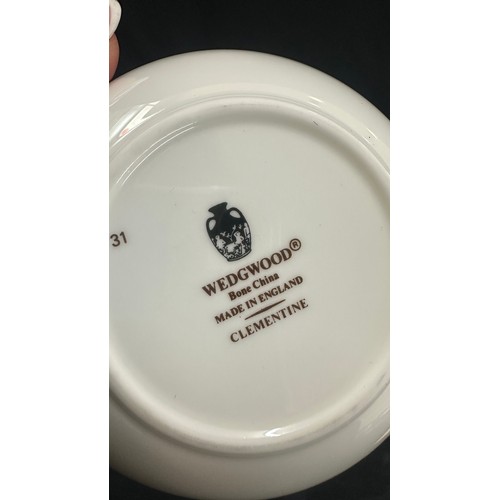 31
WEDGWOOD®
Bone China
MADE IN ENGLAND
CLEMENTINE